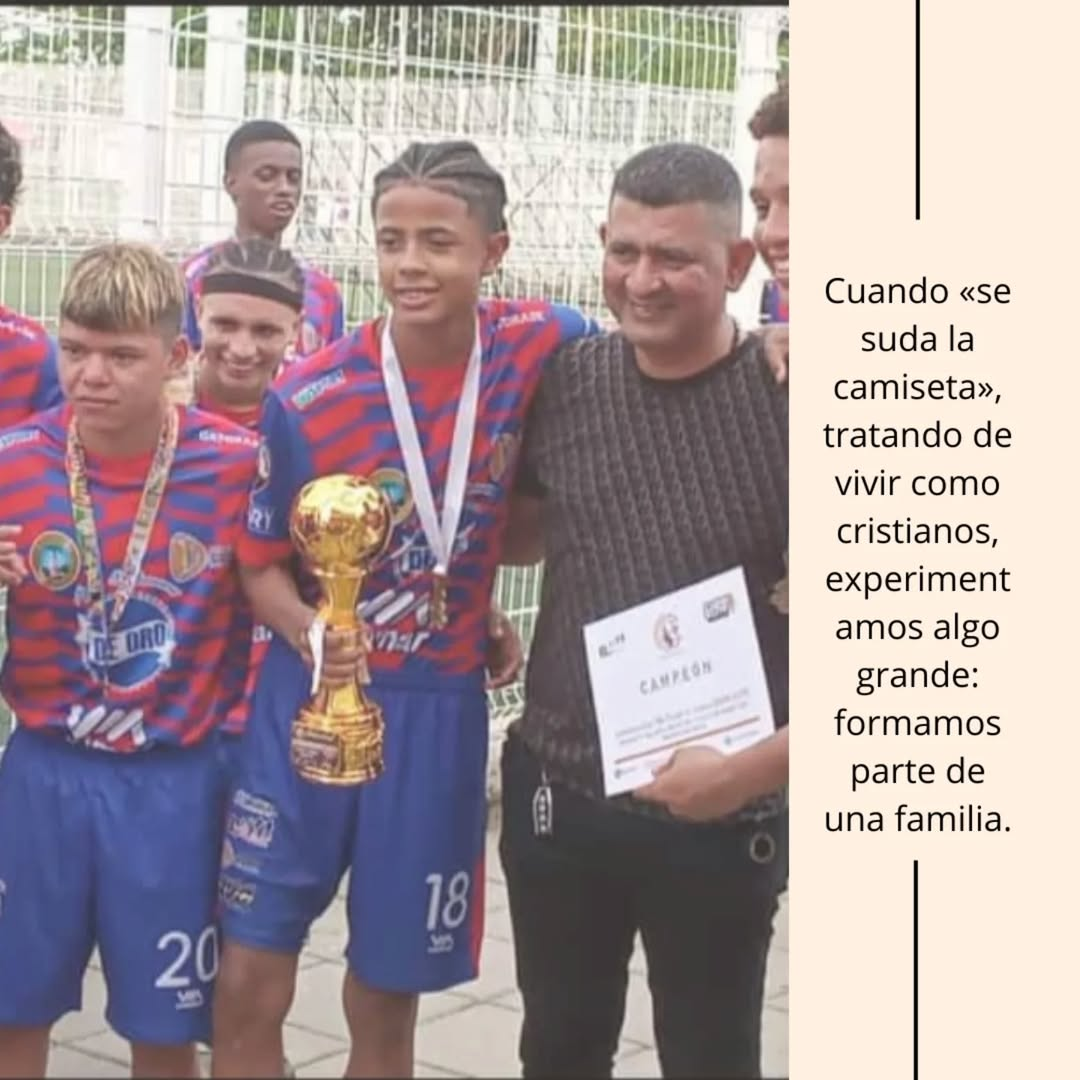 Cuando «se
suda la
camiseta»,
tratando de
vivir como
cristianos,
experiment
amos algo
grande:
formamos
parte de
una familia.
CAMPEÓN
DE ORO
20
18